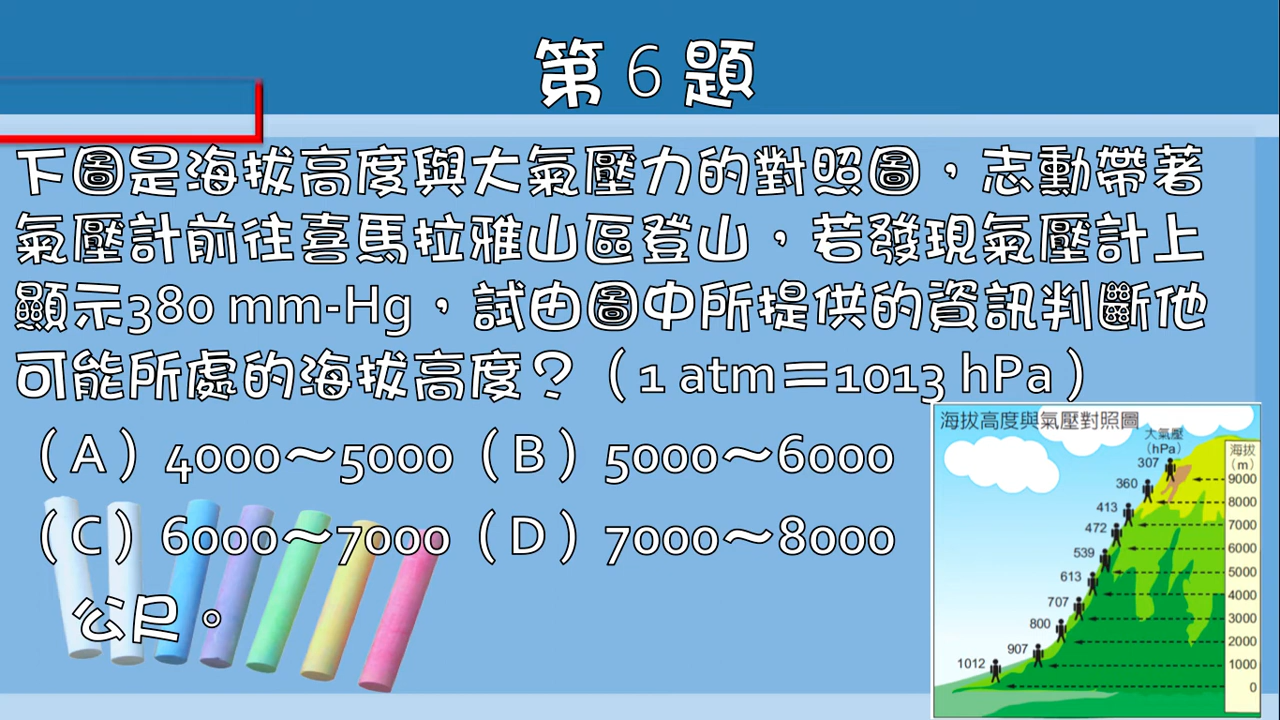 第 6 題
下圖是海拔高度與大氣壓力的對照圖，志勳帶著
氣壓計前往喜馬拉雅山區登山，若發現氣壓計上
顯示380 mm-Hg，試由圖中所提供的資訊判斷他
可能所處的海拔高度？（1 atm＝1013 hPa）
（A）4000～5000（B）5000～6000
（C）6000～7000（D）7000～8000
公尺。
海拔高度與氣壓對照圖
大氣壓
（hPa）
海拔
（m）
307
9000
360
8000
413
7000
472
6000
539
5000
613
4000
707
3000
800
2000
907
1000
1012
0